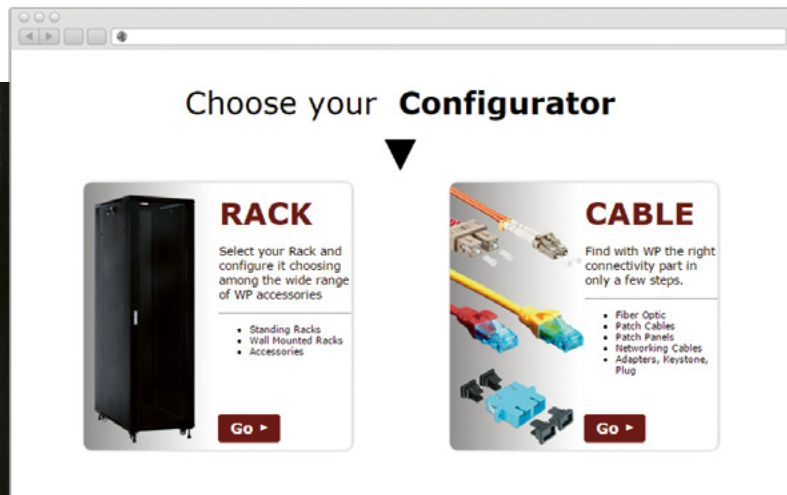 Choose your Configurator
RACK
Select your Rack and
configure it choosing
among the wide range
of WP accessories
Standing Racks
Wall Mounted Racks
Accessories
Go
CABLE
Find with WP the right
connectivity part in
only a few steps.
Fiber Optic
Patch Cables
Patch Panels
Networking Cables
Adapters, Keystone,
Plug
Go